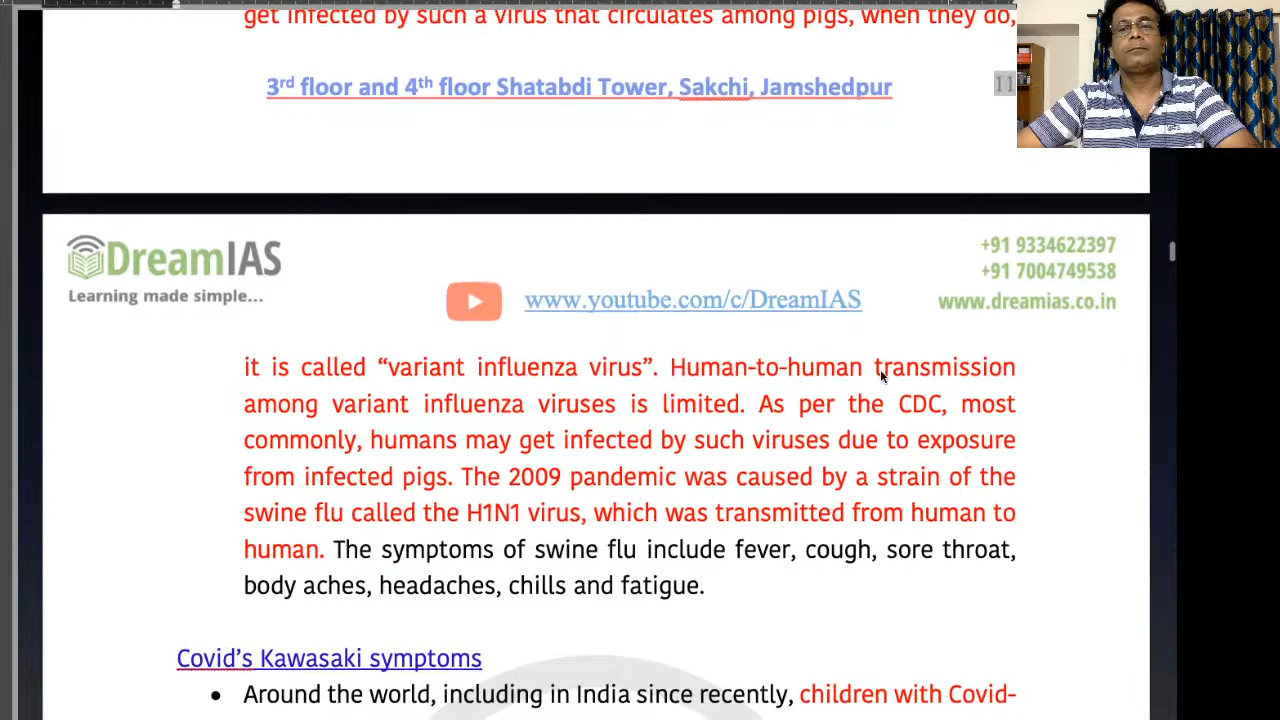 get infected by such a virus that circulates among pigs, when they do,
3rd floor and 4th floor Shatabdi Tower, Sakchi, Jamshedpur
11
DreamIAS
Learning made simple...
+91 9334622397
+91 7004749538
www.dreamias.co.in
www.youtube.com/c/DreamIAS
it is called “variant influenza virus”. Human-to-human transmission
among variant influenza viruses is limited. As per the CDC, most
commonly, humans may get infected by such viruses due to exposure
from infected pigs. The 2009 pandemic was caused by a strain of the
swine flu called the H1N1 virus, which was transmitted from human to
human. The symptoms of swine flu include fever, cough, sore throat,
body aches, headaches, chills and fatigue.
Covid’s Kawasaki symptoms
• Around the world, including in India since recently, children with Covid-